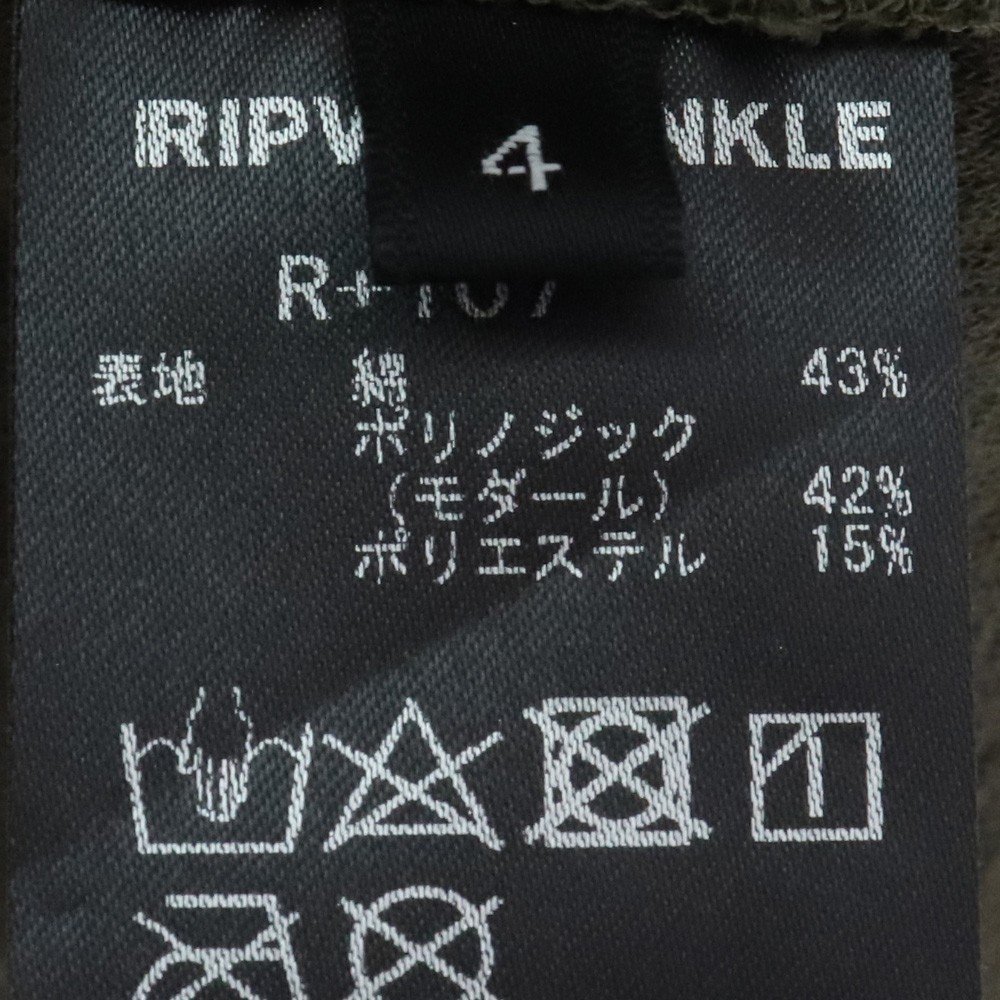 RIPV NKLE
4
R+107
表地 綿 43%
ポリノジック
(モダール) 42%
ポリエステル 15%